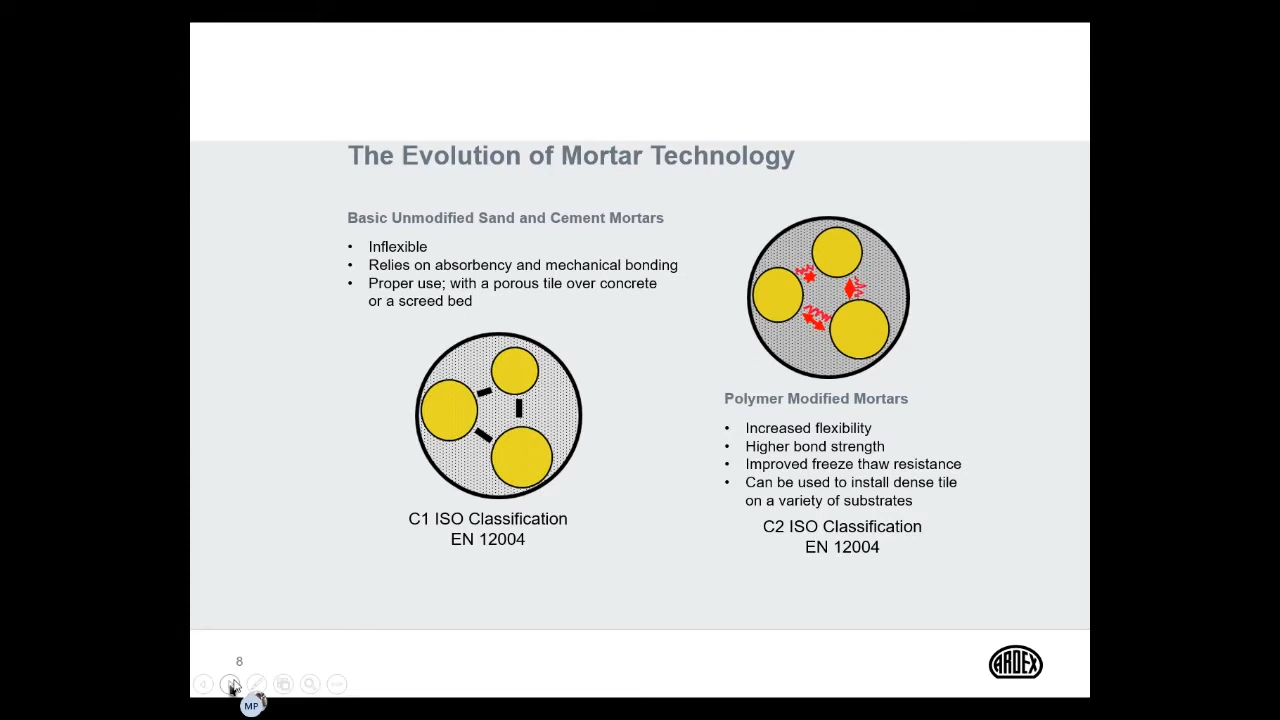 The Evolution of Mortar Technology
Basic Unmodified Sand and Cement Mortars
• Inflexible
• Relies on absorbency and mechanical bonding
• Proper use; with a porous tile over concrete
or a screed bed
C1 ISO Classification
EN 12004
Polymer Modified Mortars
• Increased flexibility
• Higher bond strength
• Improved freeze thaw resistance
• Can be used to install dense tile
on a variety of substrates
C2 ISO Classification
EN 12004
8
ARDEX
MP